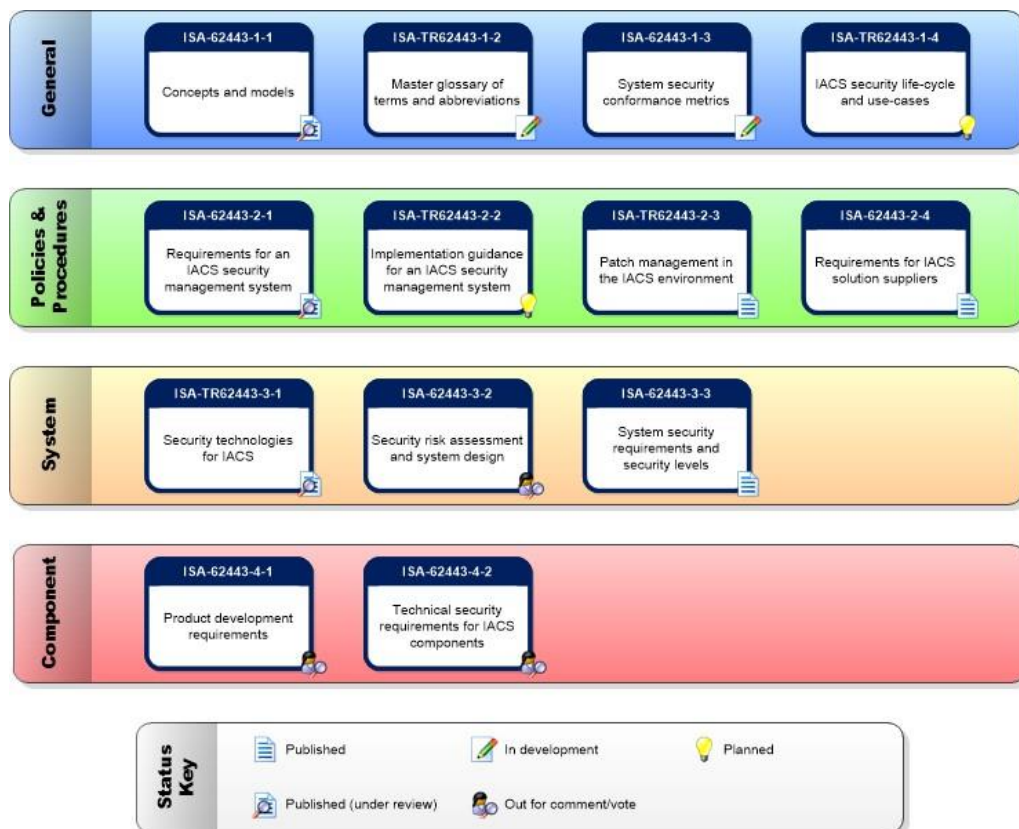 General
ISA-62443-1-1
Concepts and models
ISA-TR62443-1-2
Master glossary of
terms and abbreviations
ISA-62443-1-3
System security
conformance metrics
ISA-TR62443-1-4
IACS security life-cycle
and use-cases
Policies &
Procedures
ISA-62443-2-1
Requirements for an
IACS security
management system
ISA-TR62443-2-2
Implementation guidance
for an IACS security
management system
ISA-TR62443-2-3
Patch management in
the IACS environment
ISA-62443-2-4
Requirements for IACS
solution suppliers
System
ISA-TR62443-3-1
Security technologies
for IACS
ISA-62443-3-2
Security risk assessment
and system design
ISA-62443-3-3
System security
requirements and
security levels
Component
ISA-62443-4-1
Product development
requirements
ISA-62443-4-2
Technical security
requirements for IACS
components
Status
Key
Published
In development
Planned
Published (under review)
Out for comment/vote